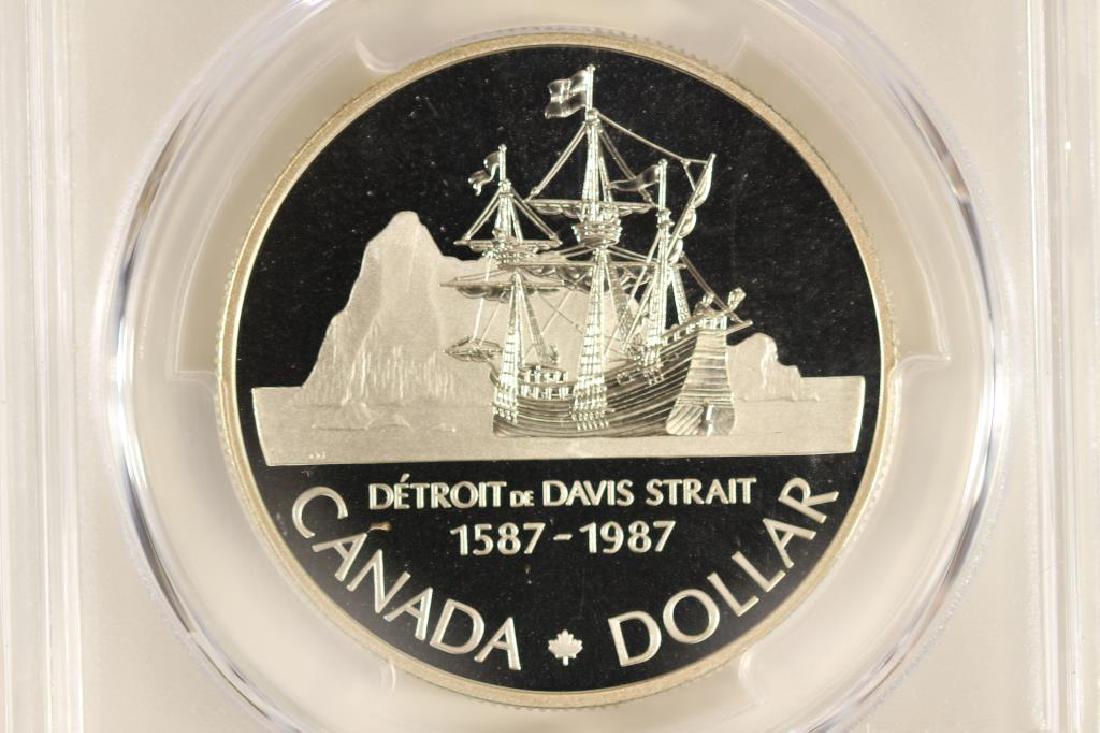 DÉTROIT DE DAVIS STRAIT
1587-1987
CANADA DOLLAR